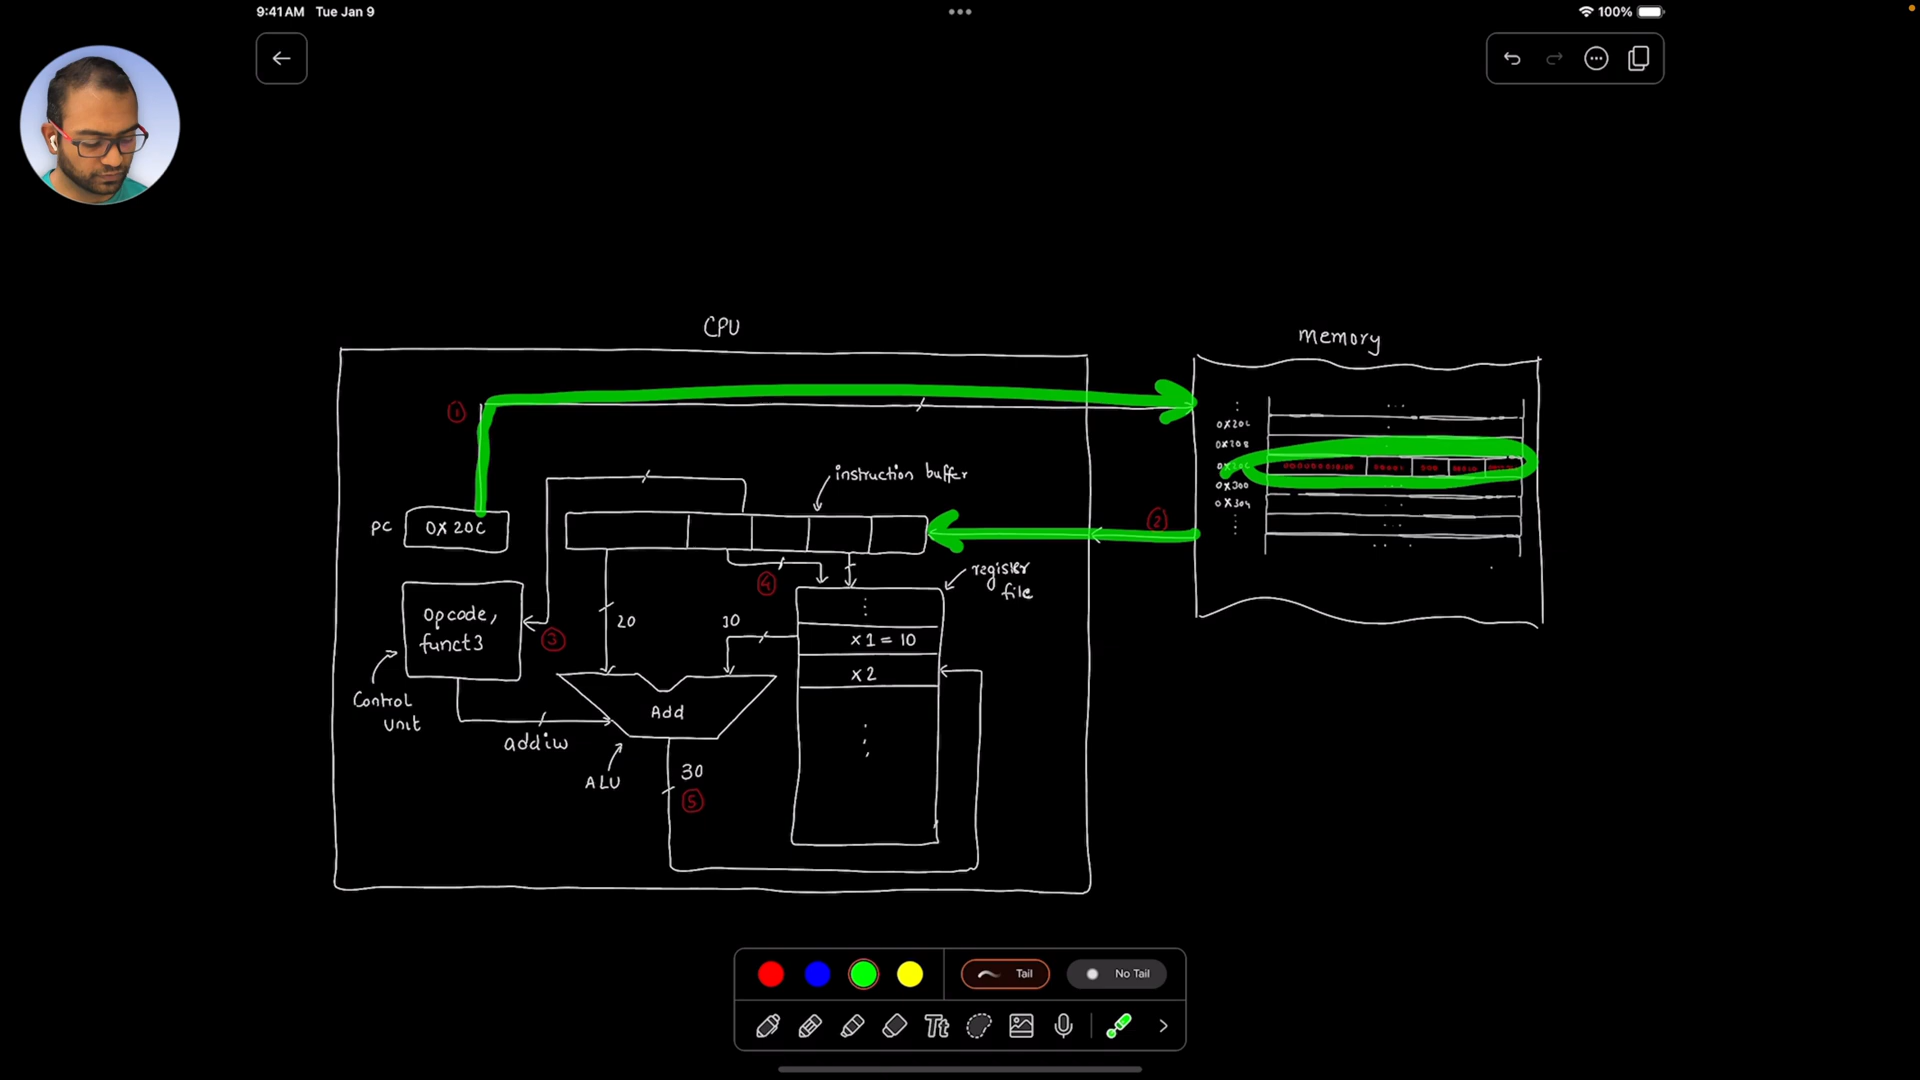 9:41 AM Tue Jan 9
100%
CPU
memory
①
0x208
instruction buffer
0x300
0x304
PC
0x20C
②
④
register
file
opcode,
funct3
20
10
x1 = 10
③
x2
Control
unit
Add
addiw
ALU
30
⑤
Tail
No Tail
Tt